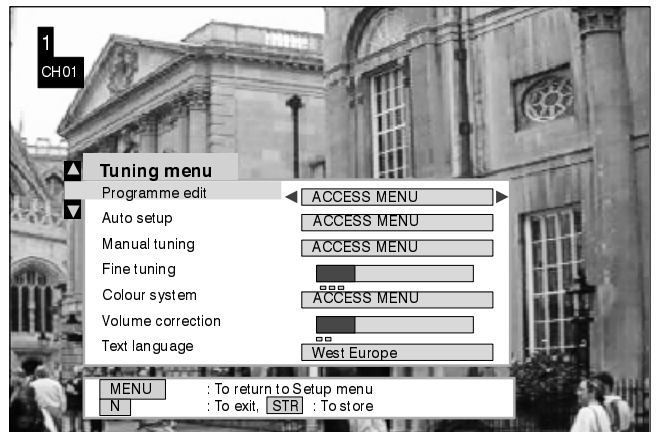 1
CH01
Tuning menu
Programme edit ACCESS MENU
Auto setup ACCESS MENU
Manual tuning ACCESS MENU
Fine tuning
Colour system ACCESS MENU
Volume correction
Text language West Europe
MENU : To return to Setup menu
N : To exit, STR : To store